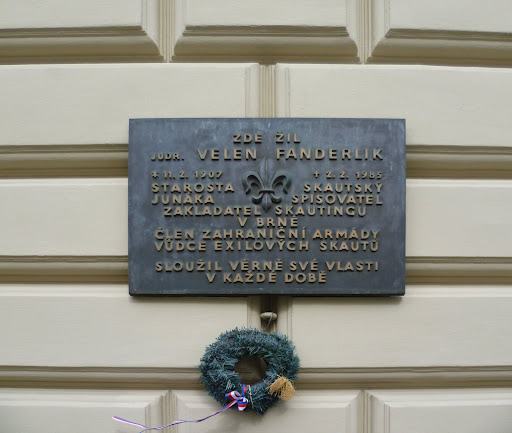 ZDE ŽIL
JUDR. VELEN FANDERLIK
* 11. 2. 1907 + 2. 2. 1985
STAROSTA SKAUTSKÝ
JUNÁKA SPISOVATEL
ZAKLADATEL SKAUTINGU
V BRNĚ
ČLEN ZAHRANIČNÍ ARMÁDY
VŮDCE EXILOVÝCH SKAUTŮ
SLOUŽIL VĚRNĚ SVÉ VLASTI
V KAŽDÉ DOBĚ